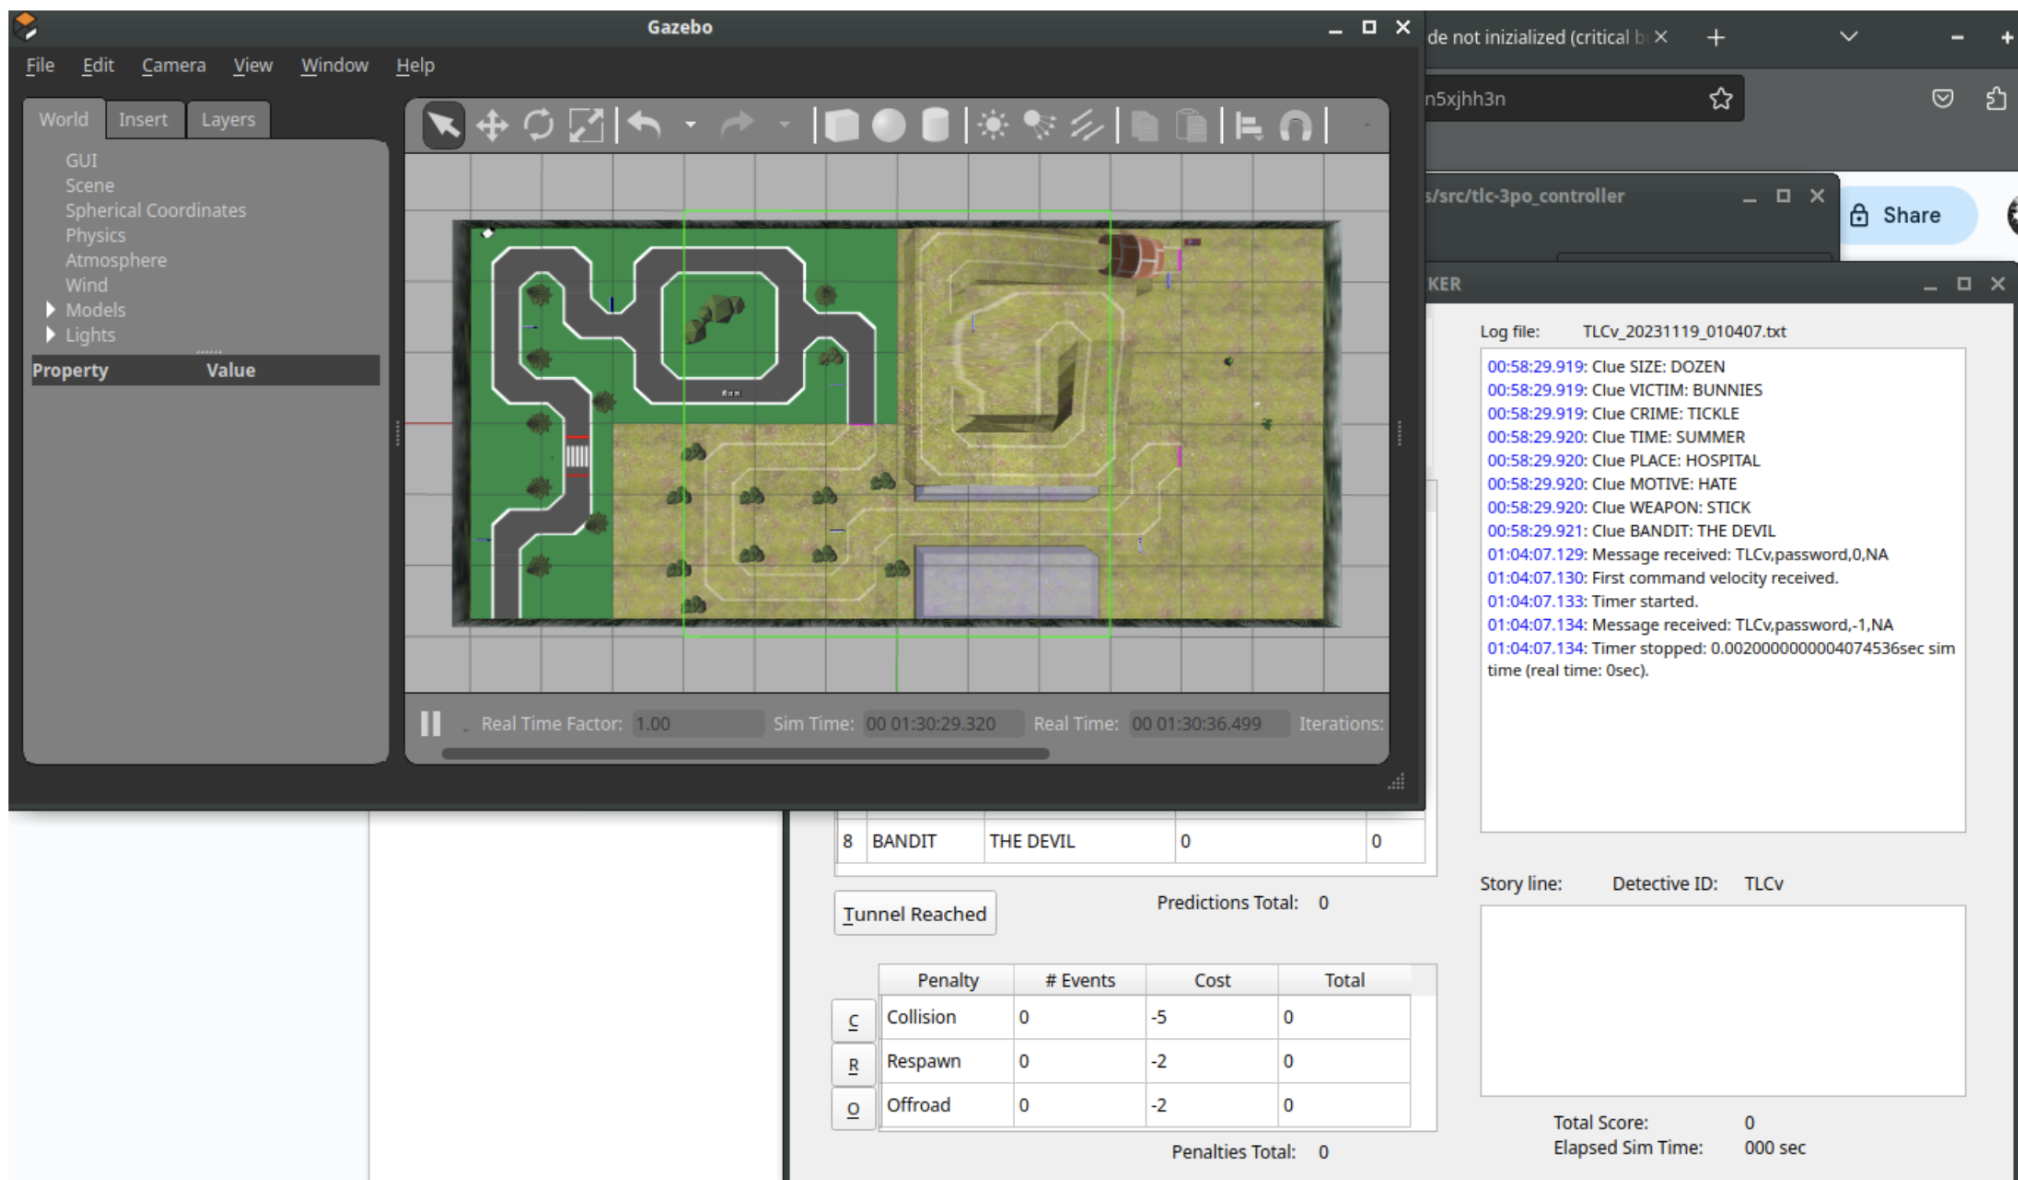 Gazebo
File Edit Camera View Window Help
World Insert Layers
GUI
Scene
Spherical Coordinates
Physics
Atmosphere
Wind
Models
Lights
Property Value
Real Time Factor: 1.00 Sim Time: 00 01:30:29.320 Real Time: 00 01:30:36.499 Iterations:
de not inizialized (critical b
n5xjhh3n
s/src/tlc-3po_controller
Share
KER
Log file: TLCv_20231119_010407.txt
00:58:29.919: Clue SIZE: DOZEN
00:58:29.919: Clue VICTIM: BUNNIES
00:58:29.919: Clue CRIME: TICKLE
00:58:29.920: Clue TIME: SUMMER
00:58:29.920: Clue PLACE: HOSPITAL
00:58:29.920: Clue MOTIVE: HATE
00:58:29.920: Clue WEAPON: STICK
00:58:29.921: Clue BANDIT: THE DEVIL
01:04:07.129: Message received: TLCv,password,0,NA
01:04:07.130: First command velocity received.
01:04:07.133: Timer started.
01:04:07.134: Message received: TLCv,password,-1,NA
01:04:07.134: Timer stopped: 0.0020000000004074536sec sim
time (real time: 0sec).
8 BANDIT THE DEVIL 0 0
Tunnel Reached
Predictions Total: 0
Penalty # Events Cost Total
C Collision 0 -5 0
R Respawn 0 -2 0
O Offroad 0 -2 0
Penalties Total: 0
Story line: Detective ID: TLCv
Total Score: 0
Elapsed Sim Time: 000 sec